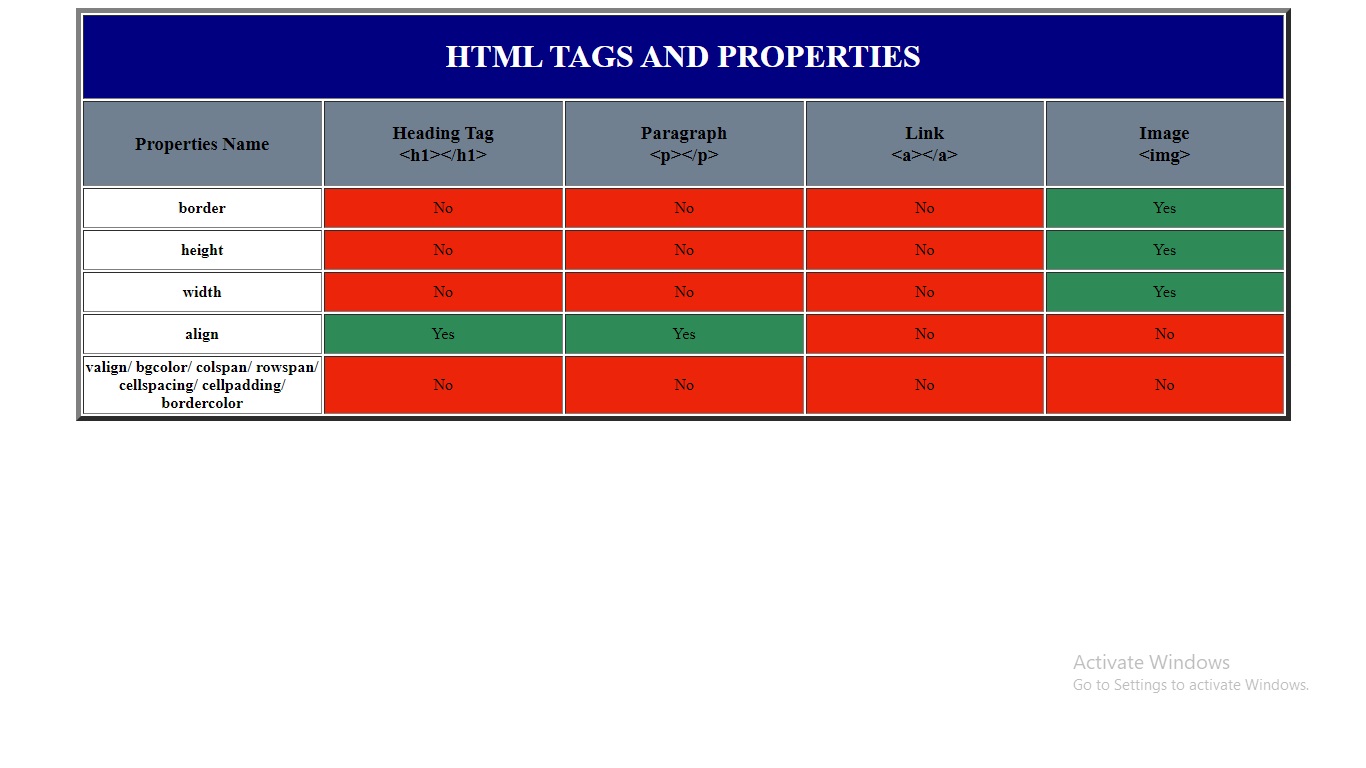 HTML TAGS AND PROPERTIES
Properties Name
Heading Tag
<h1></h1>
Paragraph
<p></p>
Link
<a></a>
Image
<img>
border
No
No
No
Yes
height
No
No
No
Yes
width
No
No
No
Yes
align
Yes
Yes
No
No
valign/ bgcolor/ colspan/ rowspan/
cellspacing/ cellpadding/
bordercolor
No
No
No
No
Activate Windows
Go to Settings to activate Windows.